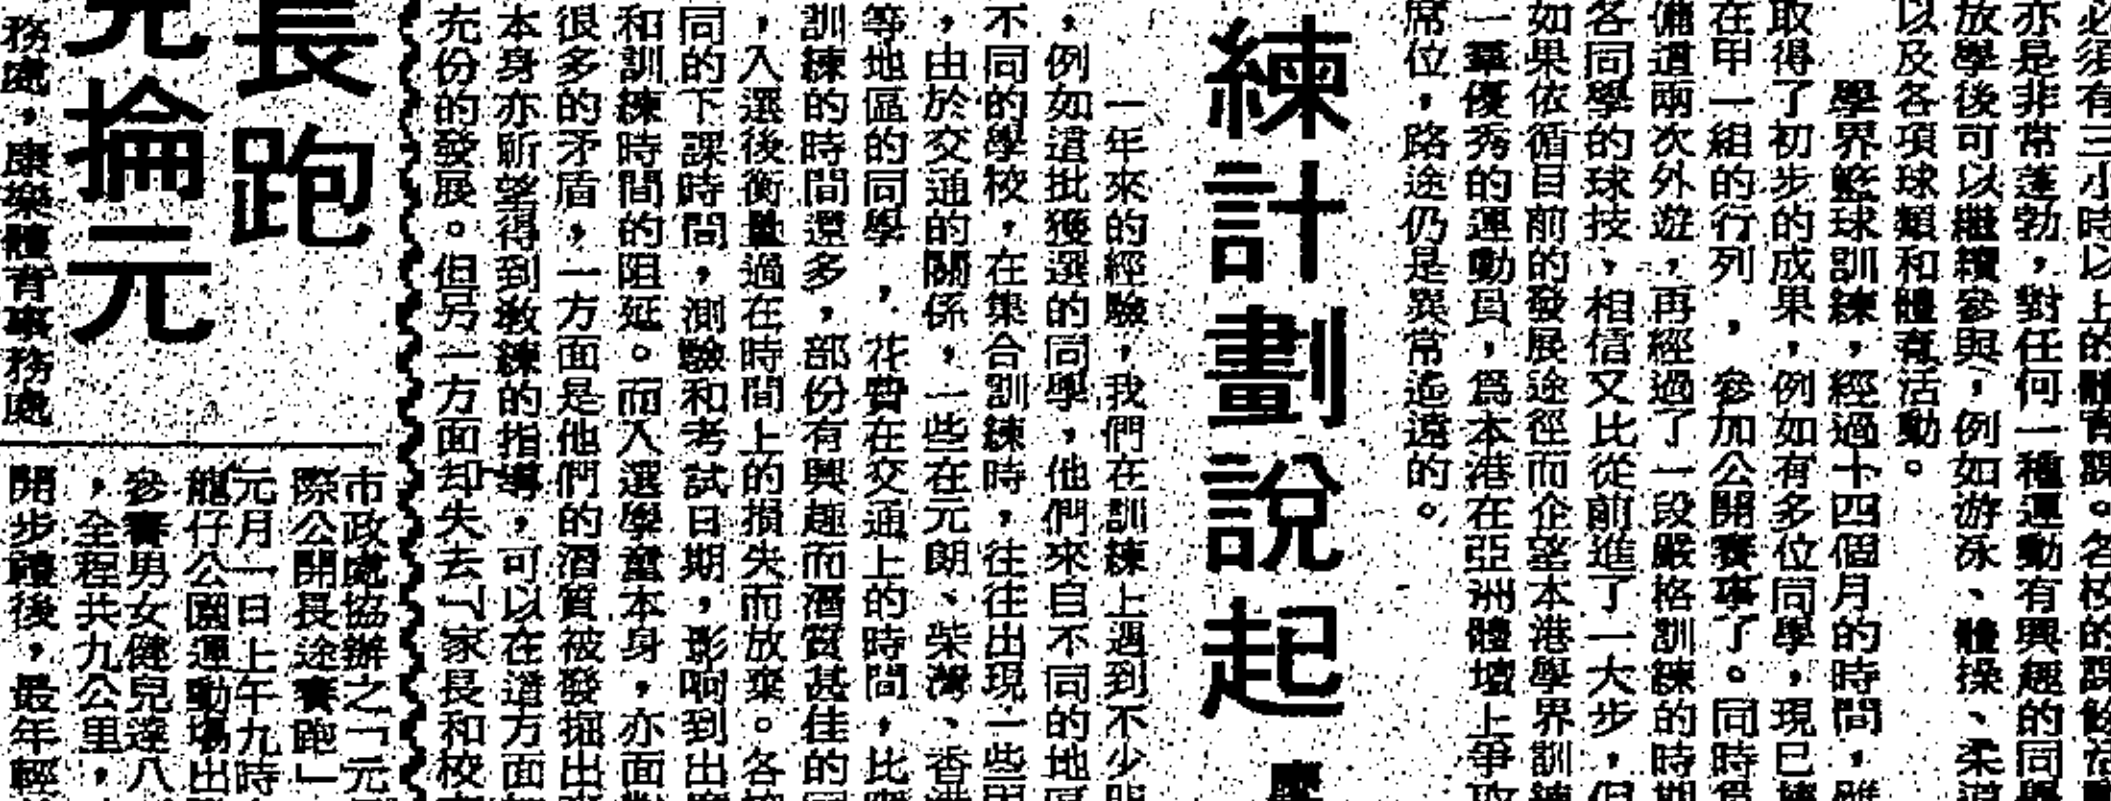 必須有三小時以上的體育課。各校的課餘活
亦是非常蓬勃，對任何一種運動有興趣的同學
放學後可以繼續參與，例如游泳、體操、柔道
以及各項球類和體育活動。
學界籃球訓練，經過十四個月的時間，雖
取得了初步的成果，例如有多位同學，現已
在甲一組的行列，參加公開賽事了。同時
備這兩次外遊，再經過了一段嚴格訓練的時期
各同學的球技，相信又比從前進了一大步，但
如果依循目前的發展途徑而企望本港學界訓練
一羣優秀的運動員，爲本港在亞洲體壇上爭取
席位，路途仍是異常遙遠的。
練計劃說起
一年來的經驗，我們在訓練上遇到不少
，例如這批獲選的同學，他們來自不同的地區
不同的學校，在集合訓練時，往往出現一些困
，由於交通的關係，一些在元朗、柴灣、香港
等地區的同學，花費在交通上的時間，比實
訓練的時間還多，部份有興趣而潛質甚佳的同
，入選後衡量過在時間上的損失而放棄。各
同的下課時間，測驗和考試日期，影响到出席
和訓練時間的阻延。而入選學童本身，亦面對
很多的矛盾，一方面是他們的潛質被發掘出
本身亦盼望得到教練的指導，可以在這方面
充份的發展。但另一方面却失去「家長和校
長跑
元掄元
務處，康樂體育事務處
市政處協辦之「元
際公開長途賽跑」
元月一日上午九時
龍仔公園運動場出
參賽男女健兒達八
，全程共九公里，
開步禮後，最年輕